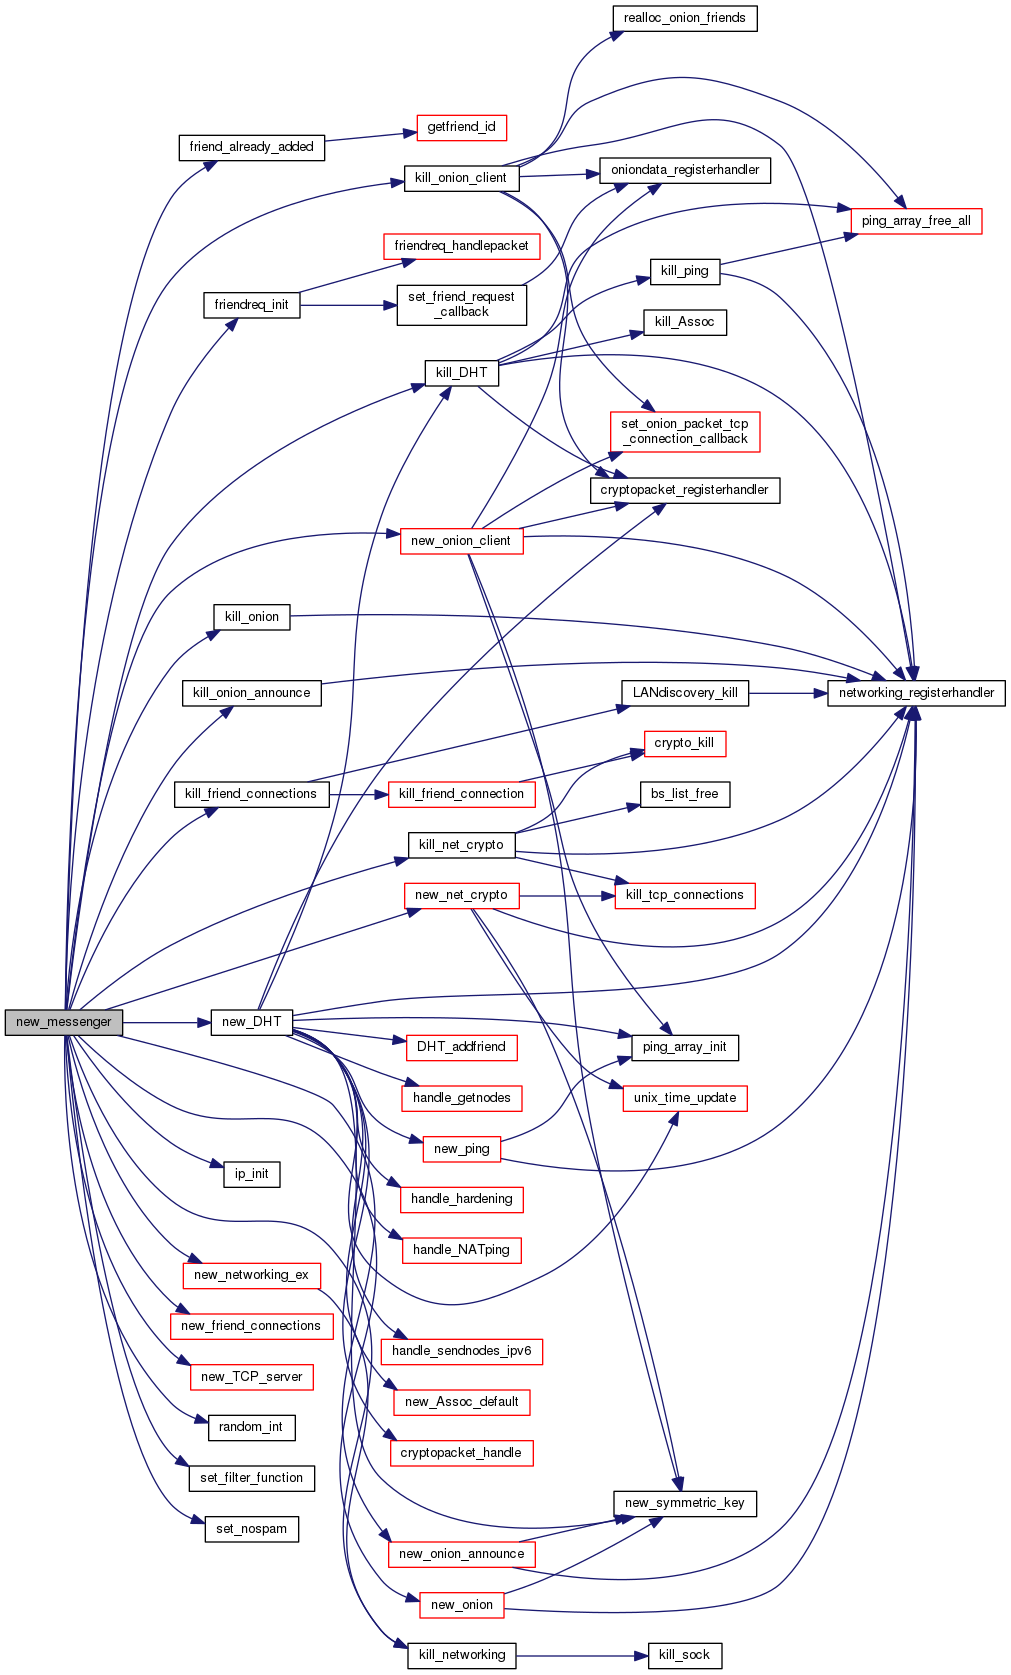 realloc_onion_friends
getfriend_id
friend_already_added
oniondata_registerhandler
kill_onion_client
ping_array_free_all
friendreq_handlepacket
kill_ping
friendreq_init
set_friend_request
_callback
kill_Assoc
kill_DHT
set_onion_packet_tcp
_connection_callback
cryptopacket_registerhandler
new_onion_client
kill_onion
kill_onion_announce
LANdiscovery_kill
networking_registerhandler
crypto_kill
kill_friend_connections
kill_friend_connection
bs_list_free
kill_net_crypto
new_net_crypto
kill_tcp_connections
new_messenger
new_DHT
DHT_addfriend
ping_array_init
handle_getnodes
unix_time_update
new_ping
ip_init
handle_hardening
handle_NATping
new_networking_ex
new_friend_connections
handle_sendnodes_ipv6
new_TCP_server
new_Assoc_default
random_int
cryptopacket_handle
set_filter_function
new_symmetric_key
set_nospam
new_onion_announce
new_onion
kill_networking
kill_sock